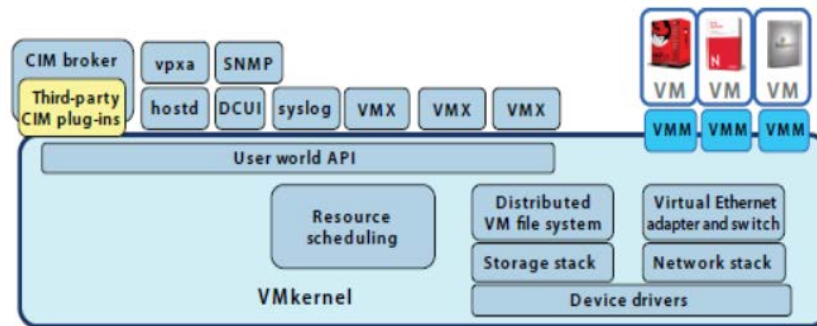 CIM broker
Third-party
CIM plug-ins
vpxa
SNMP
hostd
DCUI
syslog
VMX
VMX
VMX
N
VM
VM
VM
VMM
VMM
VMM
User world API
Resource
scheduling
Distributed
VM file system
Virtual Ethernet
adapter and switch
Storage stack
Network stack
VMkernel
Device drivers